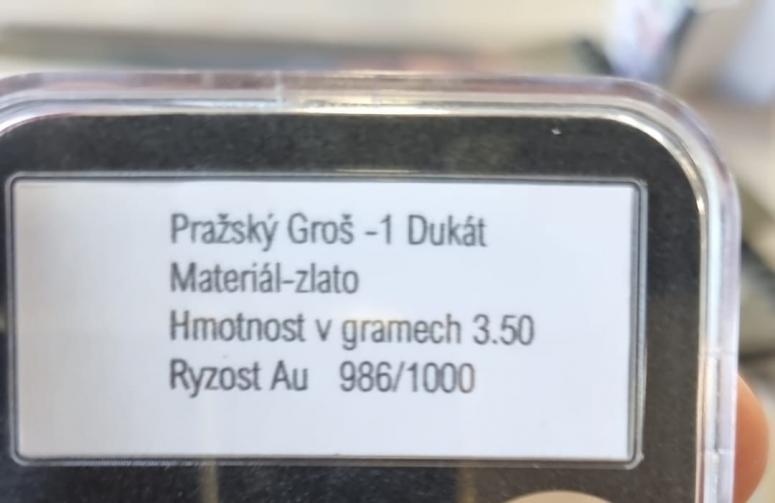 Pražský Groš -1 Dukát
Materiál-zlato
Hmotnost v gramech 3.50
Ryzost Au 986/1000